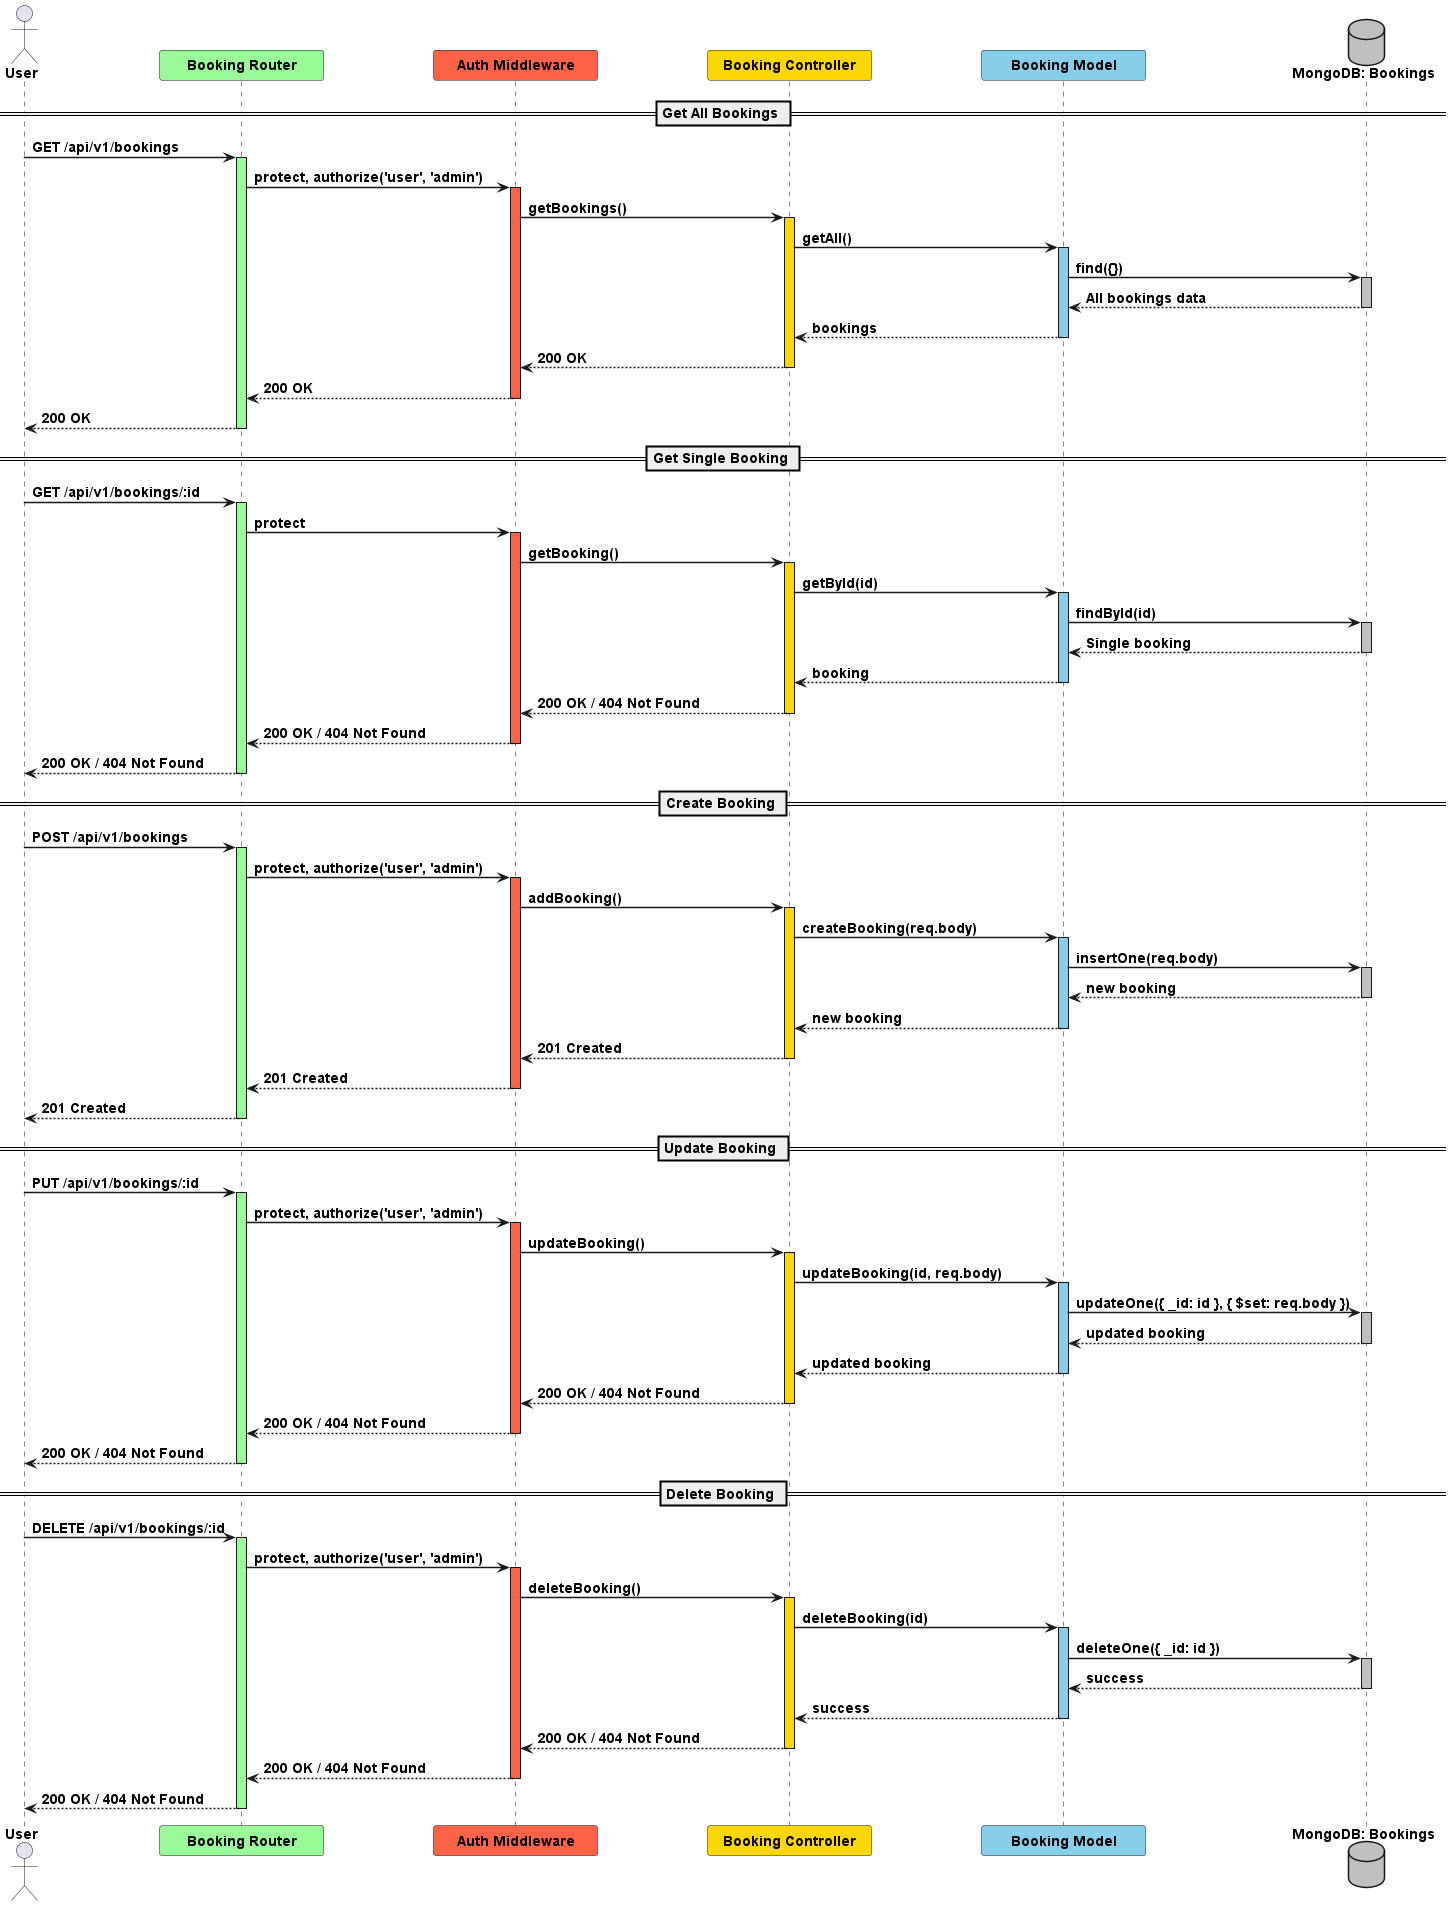 User
Booking Router
Auth Middleware
Booking Controller
Booking Model
MongoDB: Bookings
Get All Bookings
GET /api/v1/bookings
protect, authorize('user', 'admin')
getBookings()
getAll()
find({})
All bookings data
bookings
200 OK
200 OK
200 OK
Get Single Booking
GET /api/v1/bookings/:id
protect
getBooking()
getById(id)
findById(id)
Single booking
booking
200 OK / 404 Not Found
200 OK / 404 Not Found
200 OK / 404 Not Found
Create Booking
POST /api/v1/bookings
protect, authorize('user', 'admin')
addBooking()
createBooking(req.body)
insertOne(req.body)
new booking
new booking
201 Created
201 Created
201 Created
Update Booking
PUT /api/v1/bookings/:id
protect, authorize('user', 'admin')
updateBooking()
updateBooking(id, req.body)
updateOne({ _id: id }, { $set: req.body })
updated booking
updated booking
200 OK / 404 Not Found
200 OK / 404 Not Found
200 OK / 404 Not Found
Delete Booking
DELETE /api/v1/bookings/:id
protect, authorize('user', 'admin')
deleteBooking()
deleteBooking(id)
deleteOne({ _id: id })
success
success
200 OK / 404 Not Found
200 OK / 404 Not Found
200 OK / 404 Not Found
User
Booking Router
Auth Middleware
Booking Controller
Booking Model
MongoDB: Bookings